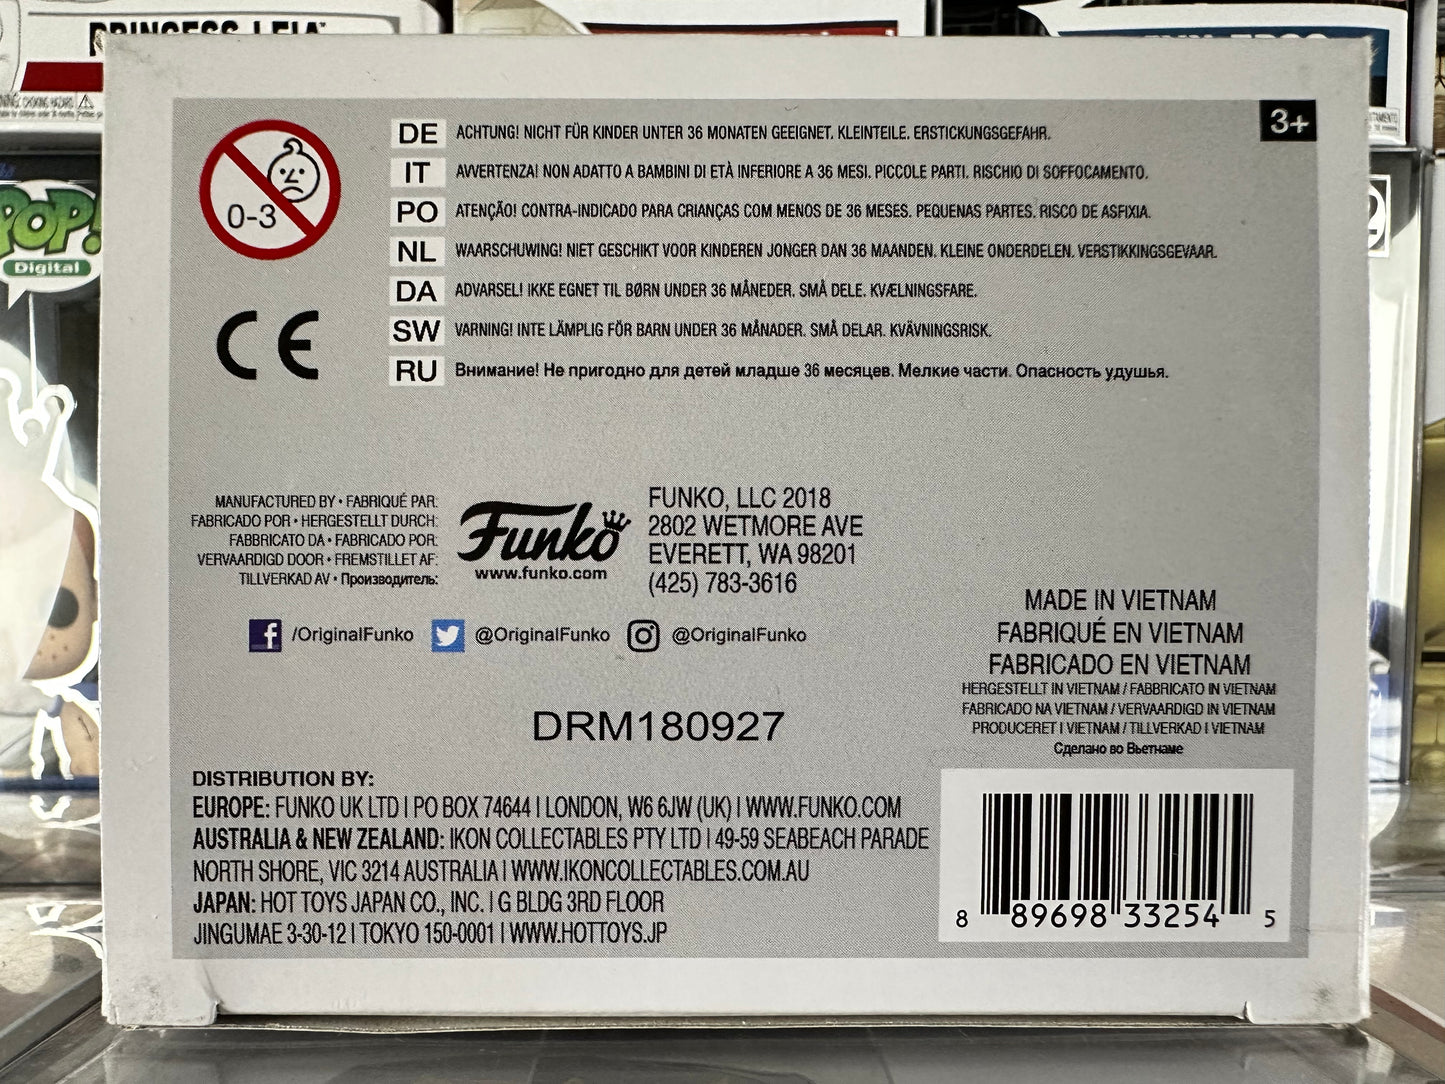 PRINCESS LEIA™
POP!
Digital
3+
0-3
CE
DE ACHTUNG! NICHT FÜR KINDER UNTER 36 MONATEN GEEIGNET. KLEINTEILE. ERSTICKUNGSGEFAHR.
IT AVVERTENZA! NON ADATTO A BAMBINI DI ETÀ INFERIORE A 36 MESI. PICCOLE PARTI. RISCHIO DI SOFFOCAMENTO.
PO ATENÇÃO! CONTRA-INDICADO PARA CRIANÇAS COM MENOS DE 36 MESES. PEQUENAS PARTES. RISCO DE ASFIXIA.
NL WAARSCHUWING! NIET GESCHIKT VOOR KINDEREN JONGER DAN 36 MAANDEN. KLEINE ONDERDELEN. VERSTIKKINGSGEVAAR.
DA ADVARSEL! IKKE EGNET TIL BØRN UNDER 36 MÅNEDER. SMÅ DELE. KVÆLNINGSFARE.
SW VARNING! INTE LÄMPLIG FÖR BARN UNDER 36 MÅNADER. SMÅ DELAR. KVÄVNINGSRISK.
RU Внимание! Не пригодно для детей младше 36 месяцев. Мелкие части. Опасность удушья.
MANUFACTURED BY • FABRIQUÉ PAR:
FABRICADO POR • HERGESTELLT DURCH:
FABBRICATO DA • FABRICADO POR:
VERVAARDIGD DOOR • FREMSTILLET AF:
TILLVERKAD AV • Производитель:
Funko
www.funko.com
FUNKO, LLC 2018
2802 WETMORE AVE
EVERETT, WA 98201
(425) 783-3616
/OriginalFunko @OriginalFunko @OriginalFunko
MADE IN VIETNAM
FABRIQUÉ EN VIETNAM
FABRICADO EN VIETNAM
HERGESTELLT IN VIETNAM / FABBRICATO IN VIETNAM
FABRICADO NA VIETNAM / VERVAARDIGD IN VIETNAM
PRODUCERET I VIETNAM / TILLVERKAD I VIETNAM
Сделано во Вьетнаме
DRM180927
DISTRIBUTION BY:
EUROPE: FUNKO UK LTD | PO BOX 74644 | LONDON, W6 6JW (UK) | WWW.FUNKO.COM
AUSTRALIA & NEW ZEALAND: IKON COLLECTABLES PTY LTD | 49-59 SEABEACH PARADE
NORTH SHORE, VIC 3214 AUSTRALIA | WWW.IKONCOLLECTABLES.COM.AU
JAPAN: HOT TOYS JAPAN CO., INC. | G BLDG 3RD FLOOR
JINGUMAE 3-30-12 | TOKYO 150-0001 | WWW.HOTTOYS.JP
8 89698 33254 5